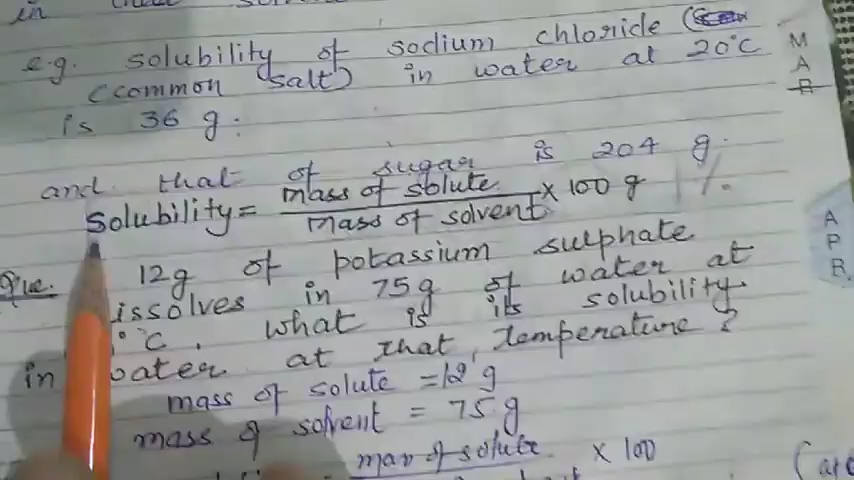 in
e.g. solubility of sodium chloride (
(common salt) in water at 20°C
is 36 g.
and that of sugar is 204 g.
Solubility = mass of solute / Mass of solvent × 100 g 1%.
Que. 12g of potassium sulphate
issolves in 75g of water at
°C. what is its solubility
in water at that temperature?
mass of solute = 12 g
mass of solvent = 75 g
mass of solute × 100
M
A
R
A
P
R